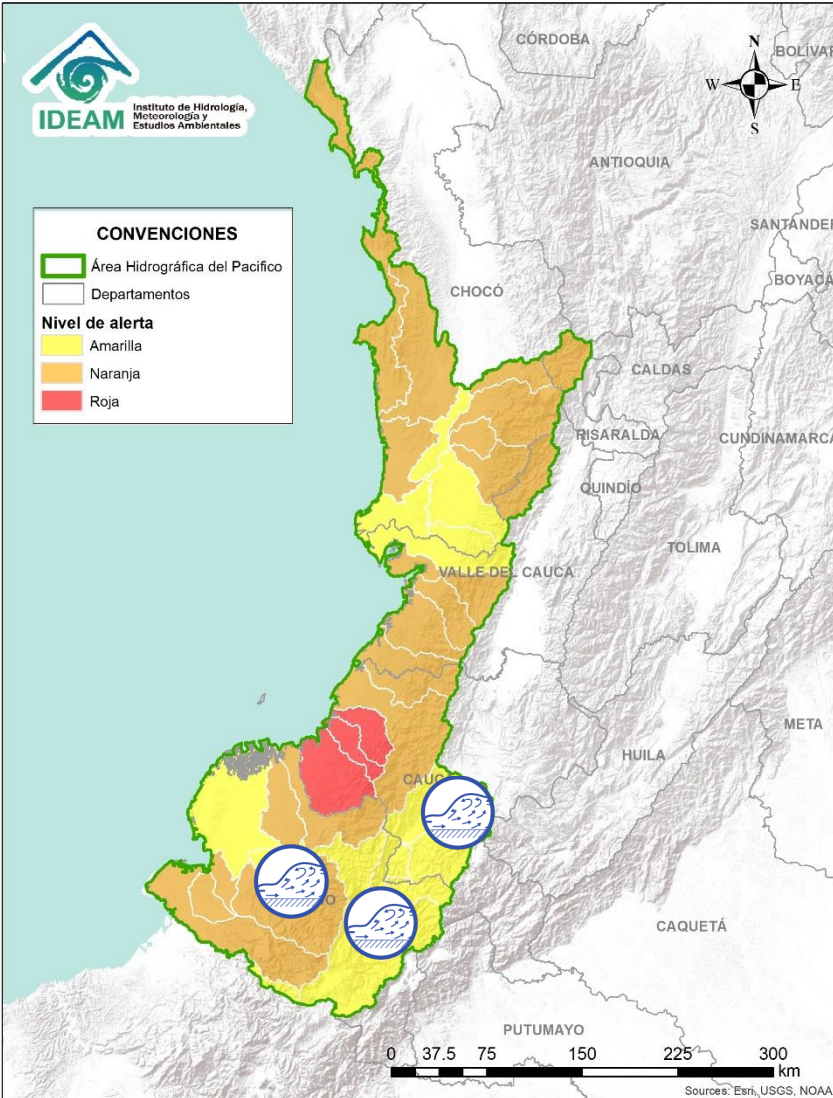 IDEAM
Instituto de Hidrología,
Meteorología y
Estudios Ambientales
CÓRDOBA
BOLÍVAR
N
W
E
S
ANTIOQUIA
SANTANDER
CONVENCIONES
Área Hidrográfica del Pacifico
Departamentos
Nivel de alerta
Amarilla
Naranja
Roja
BOYACÁ
CHOCÓ
CALDAS
RISARALDA
CUNDINAMARCA
QUINDÍO
TOLIMA
VALLE DEL CAUCA
META
HUILA
CAUC
O
CAQUETÁ
PUTUMAYO
0 37.5 75 150 225 300
km
Sources: Esri, USGS, NOAA